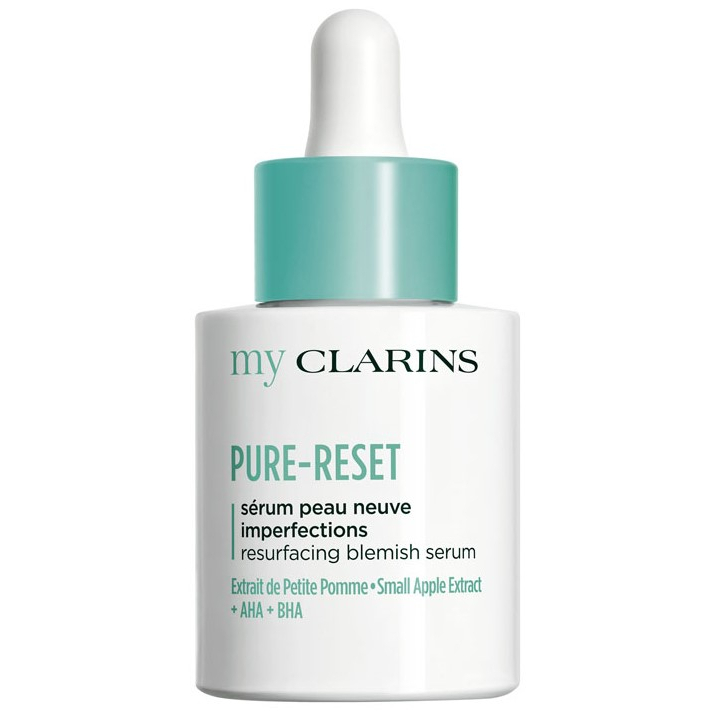 my CLARINS
PURE-RESET
sérum peau neuve
imperfections
resurfacing blemish serum
Extrait de Petite Pomme • Small Apple Extract
+ AHA + BHA